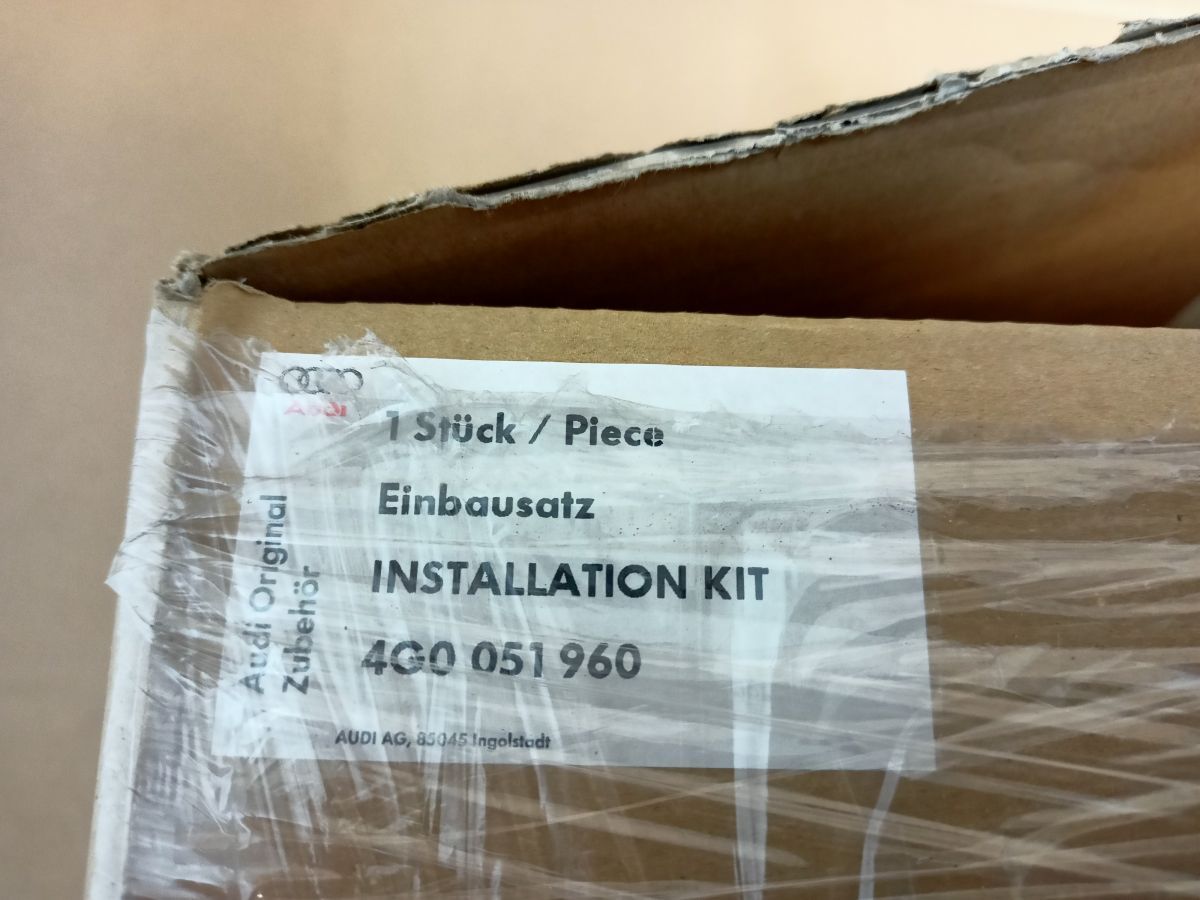 Audi
1 Stück / Piece
Einbausatz
INSTALLATION KIT
4G0 051 960
Audi Original
Zubehör
AUDI AG, 85045 Ingolstadt